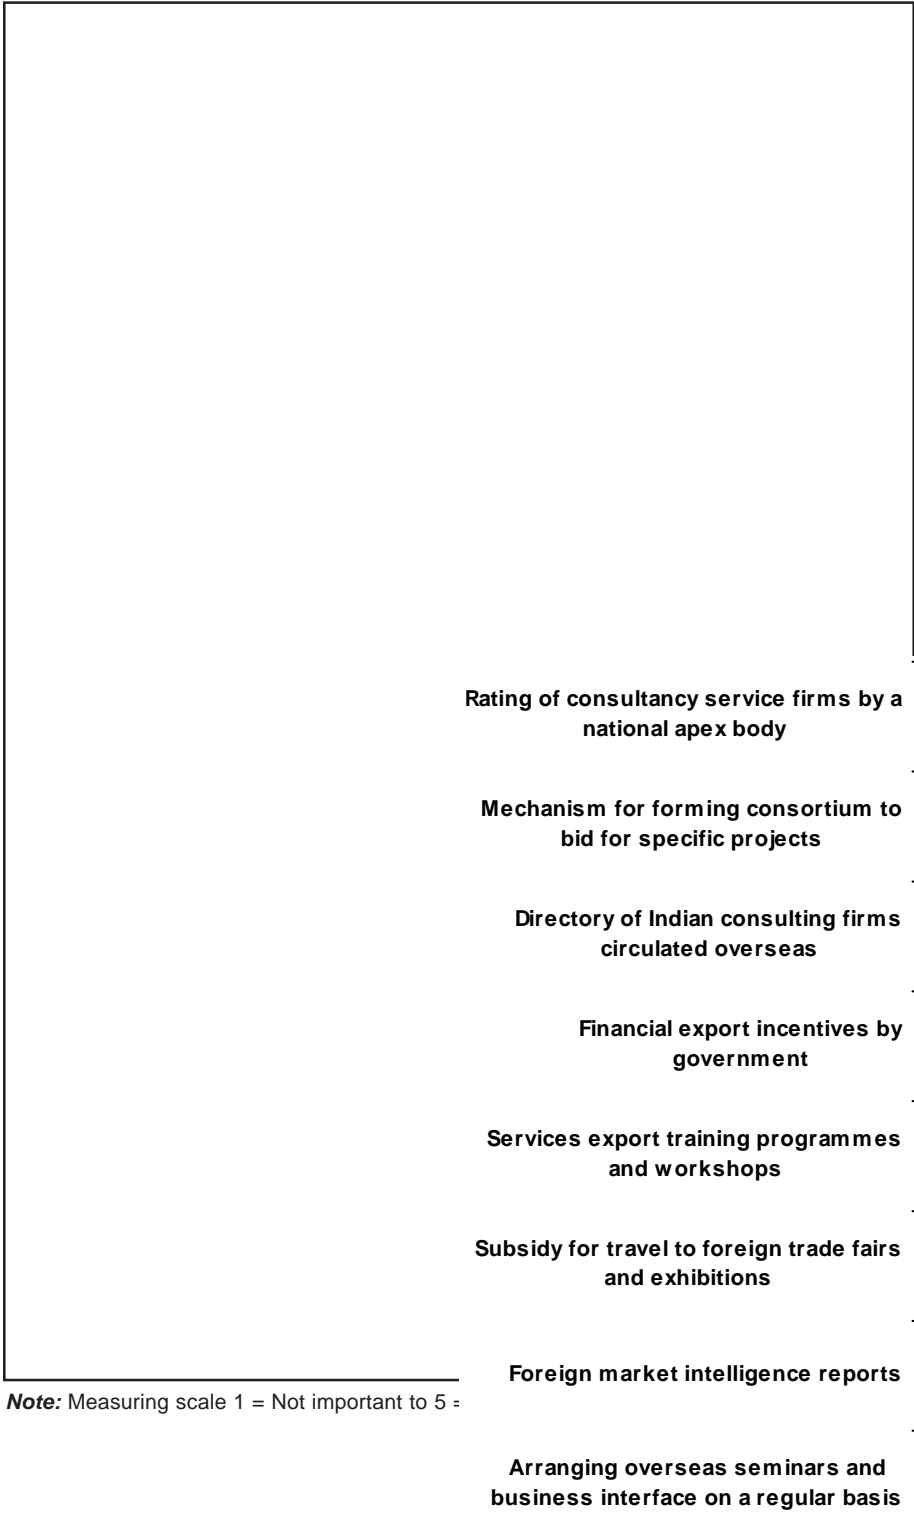 Rating of consultancy service firms by a
national apex body
Mechanism for forming consortium to
bid for specific projects
Directory of Indian consulting firms
circulated overseas
Financial export incentives by
government
Services export training programmes
and workshops
Subsidy for travel to foreign trade fairs
and exhibitions
Foreign market intelligence reports
Note: Measuring scale 1 = Not important to 5 =
Arranging overseas seminars and
business interface on a regular basis